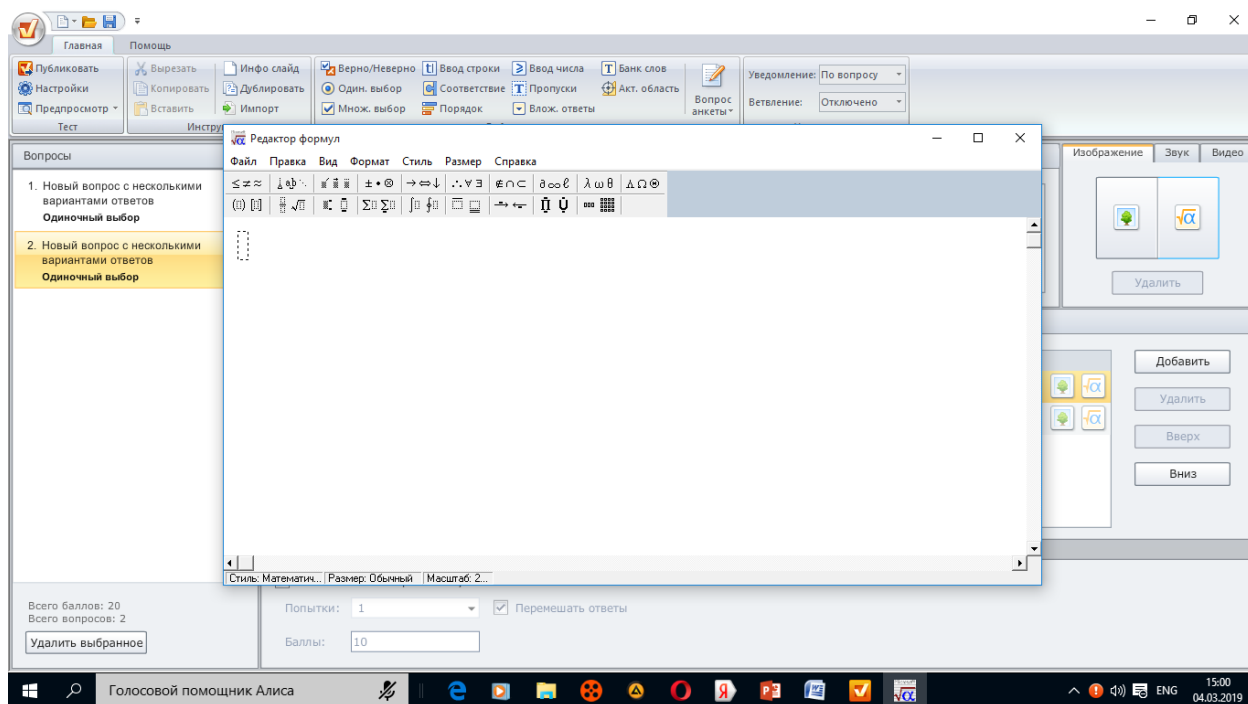 Главная Помощь
Публиковать Вырезать Инфо слайд Верно/Неверно Ввод строки Ввод числа Банк слов
Настройки Копировать Дублировать Один. выбор Соответствие Пропуски Акт. область
Предпросмотр Вставить Импорт Множ. выбор Порядок Влож. ответы
Вопрос анкеты
Уведомление: По вопросу
Ветвление: Отключено
Тест Инстру
Редактор формул
Файл Правка Вид Формат Стиль Размер Справка
≤≠≈ ±•⊗ →⇔↓ ∴∀∃ ∉∩⊂ ∂∞ℓ λωθ ΛΩ⊛
Вопросы
1. Новый вопрос с несколькими
вариантами ответов
Одиночный выбор
2. Новый вопрос с несколькими
вариантами ответов
Одиночный выбор
Изображение Звук Видео
√α
Удалить
Добавить
Удалить
Вверх
Вниз
Стиль: Математич... Размер: Обычный Масштаб: 2...
Попытки: 1 Перемешать ответы
Баллы: 10
Всего баллов: 20
Всего вопросов: 2
Удалить выбранное
Голосовой помощник Алиса
ENG
15:00
04.03.2019